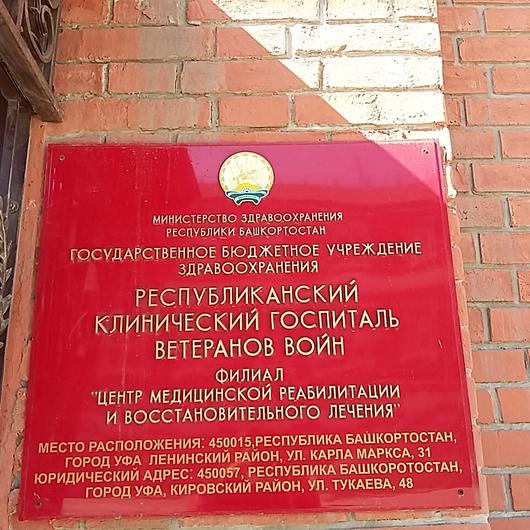 МИНИСТЕРСТВО ЗДРАВООХРАНЕНИЯ
РЕСПУБЛИКИ БАШКОРТОСТАН
ГОСУДАРСТВЕННОЕ БЮДЖЕТНОЕ УЧРЕЖДЕНИЕ
ЗДРАВООХРАНЕНИЯ
РЕСПУБЛИКАНСКИЙ
КЛИНИЧЕСКИЙ ГОСПИТАЛЬ
ВЕТЕРАНОВ ВОЙН
ФИЛИАЛ
"ЦЕНТР МЕДИЦИНСКОЙ РЕАБИЛИТАЦИИ
И ВОССТАНОВИТЕЛЬНОГО ЛЕЧЕНИЯ"
МЕСТО РАСПОЛОЖЕНИЯ: 450015,РЕСПУБЛИКА БАШКОРТОСТАН,
ГОРОД УФА ЛЕНИНСКИЙ РАЙОН, УЛ. КАРЛА МАРКСА, 31
ЮРИДИЧЕСКИЙ АДРЕС: 450057, РЕСПУБЛИКА БАШКОРОТОСТАН,
ГОРОД УФА, КИРОВСКИЙ РАЙОН, УЛ. ТУКАЕВА, 48